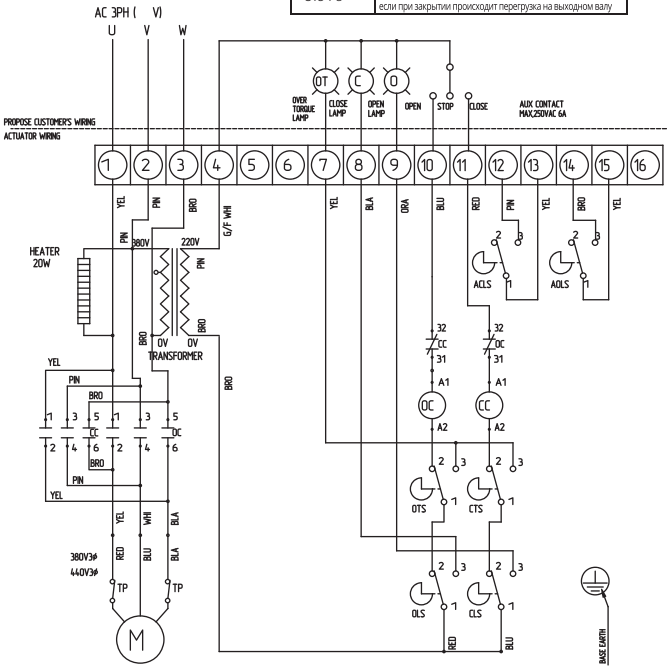 если при закрытии происходит перегрузка на выходном валу
AC 3PH ( V)
U V W
OT C O
OVER TORQUE LAMP
CLOSE LAMP
OPEN LAMP
OPEN STOP CLOSE
AUX CONTACT
MAX,250VAC 6A
PROPOSE CUSTOMER'S WIRING
ACTUATOR WIRING
1 2 3 4 5 6 7 8 9 10 11 12 13 14 15 16
YEL PIN BRO G/F WHI YEL BLA ORA BLU RED PIN YEL BRO YEL
PIN 380V 220V PIN
2 3 2 3
HEATER
20W
ACLS 1 AOLS 1
BRO BRO
0V 0V
TRANSFORMER
32 32
CC OC
31 31
YEL
PIN
BRO
BRO
A1 A1
OC CC
A2 A2
1 3 5 1 3 5
CC OC
2 4 6 2 4 6
BRO
PIN
YEL
2 3 2 3
OTS 1 CTS 1
YEL WHI BLA
RED BLU BLA
380V3ø
440V3ø
TP TP
2 3 2 3
OLS 1 CLS 1
M
RED BLU
BASE EARTH